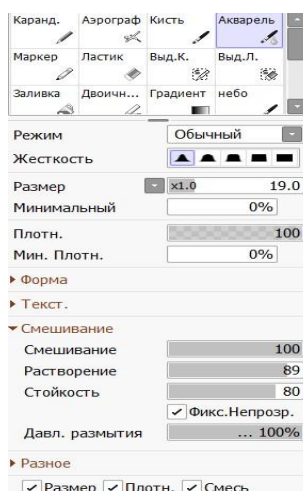 Каранд. Аэрограф Кисть Акварель
Маркер Ластик Выд.К. Выд.Л.
Заливка Двоичн... Градиент небо
Режим Обычный
Жесткость
Размер x1.0 19.0
Минимальный 0%
Плотн. 100
Мин. Плотн. 0%
Форма
Текст.
Смешивание
Смешивание 100
Растворение 89
Стойкость 80
Фикс.Непрозр.
Давл. размытия ... 100%
Разное
Размер Плотн. Смесь